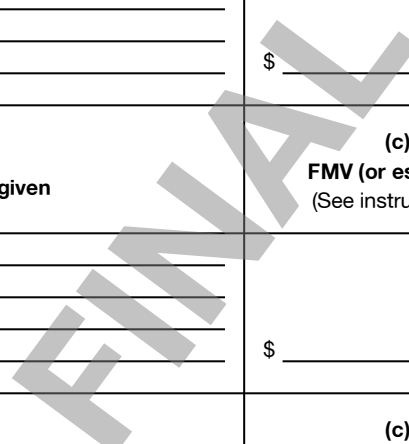 $
(c)
given
FMV (or es
(See instru
$
(c)
FINAL